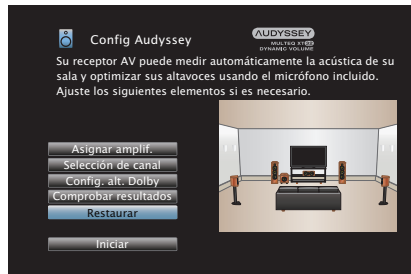 Config Audyssey
AUDYSSEY
MULTEQ XT32
DYNAMIC VOLUME
Su receptor AV puede medir automáticamente la acústica de su
sala y optimizar sus altavoces usando el micrófono incluido.
Ajuste los siguientes elementos si es necesario.
Asignar amplif.
Selección de canal
Config. alt. Dolby
Comprobar resultados
Restaurar
Iniciar